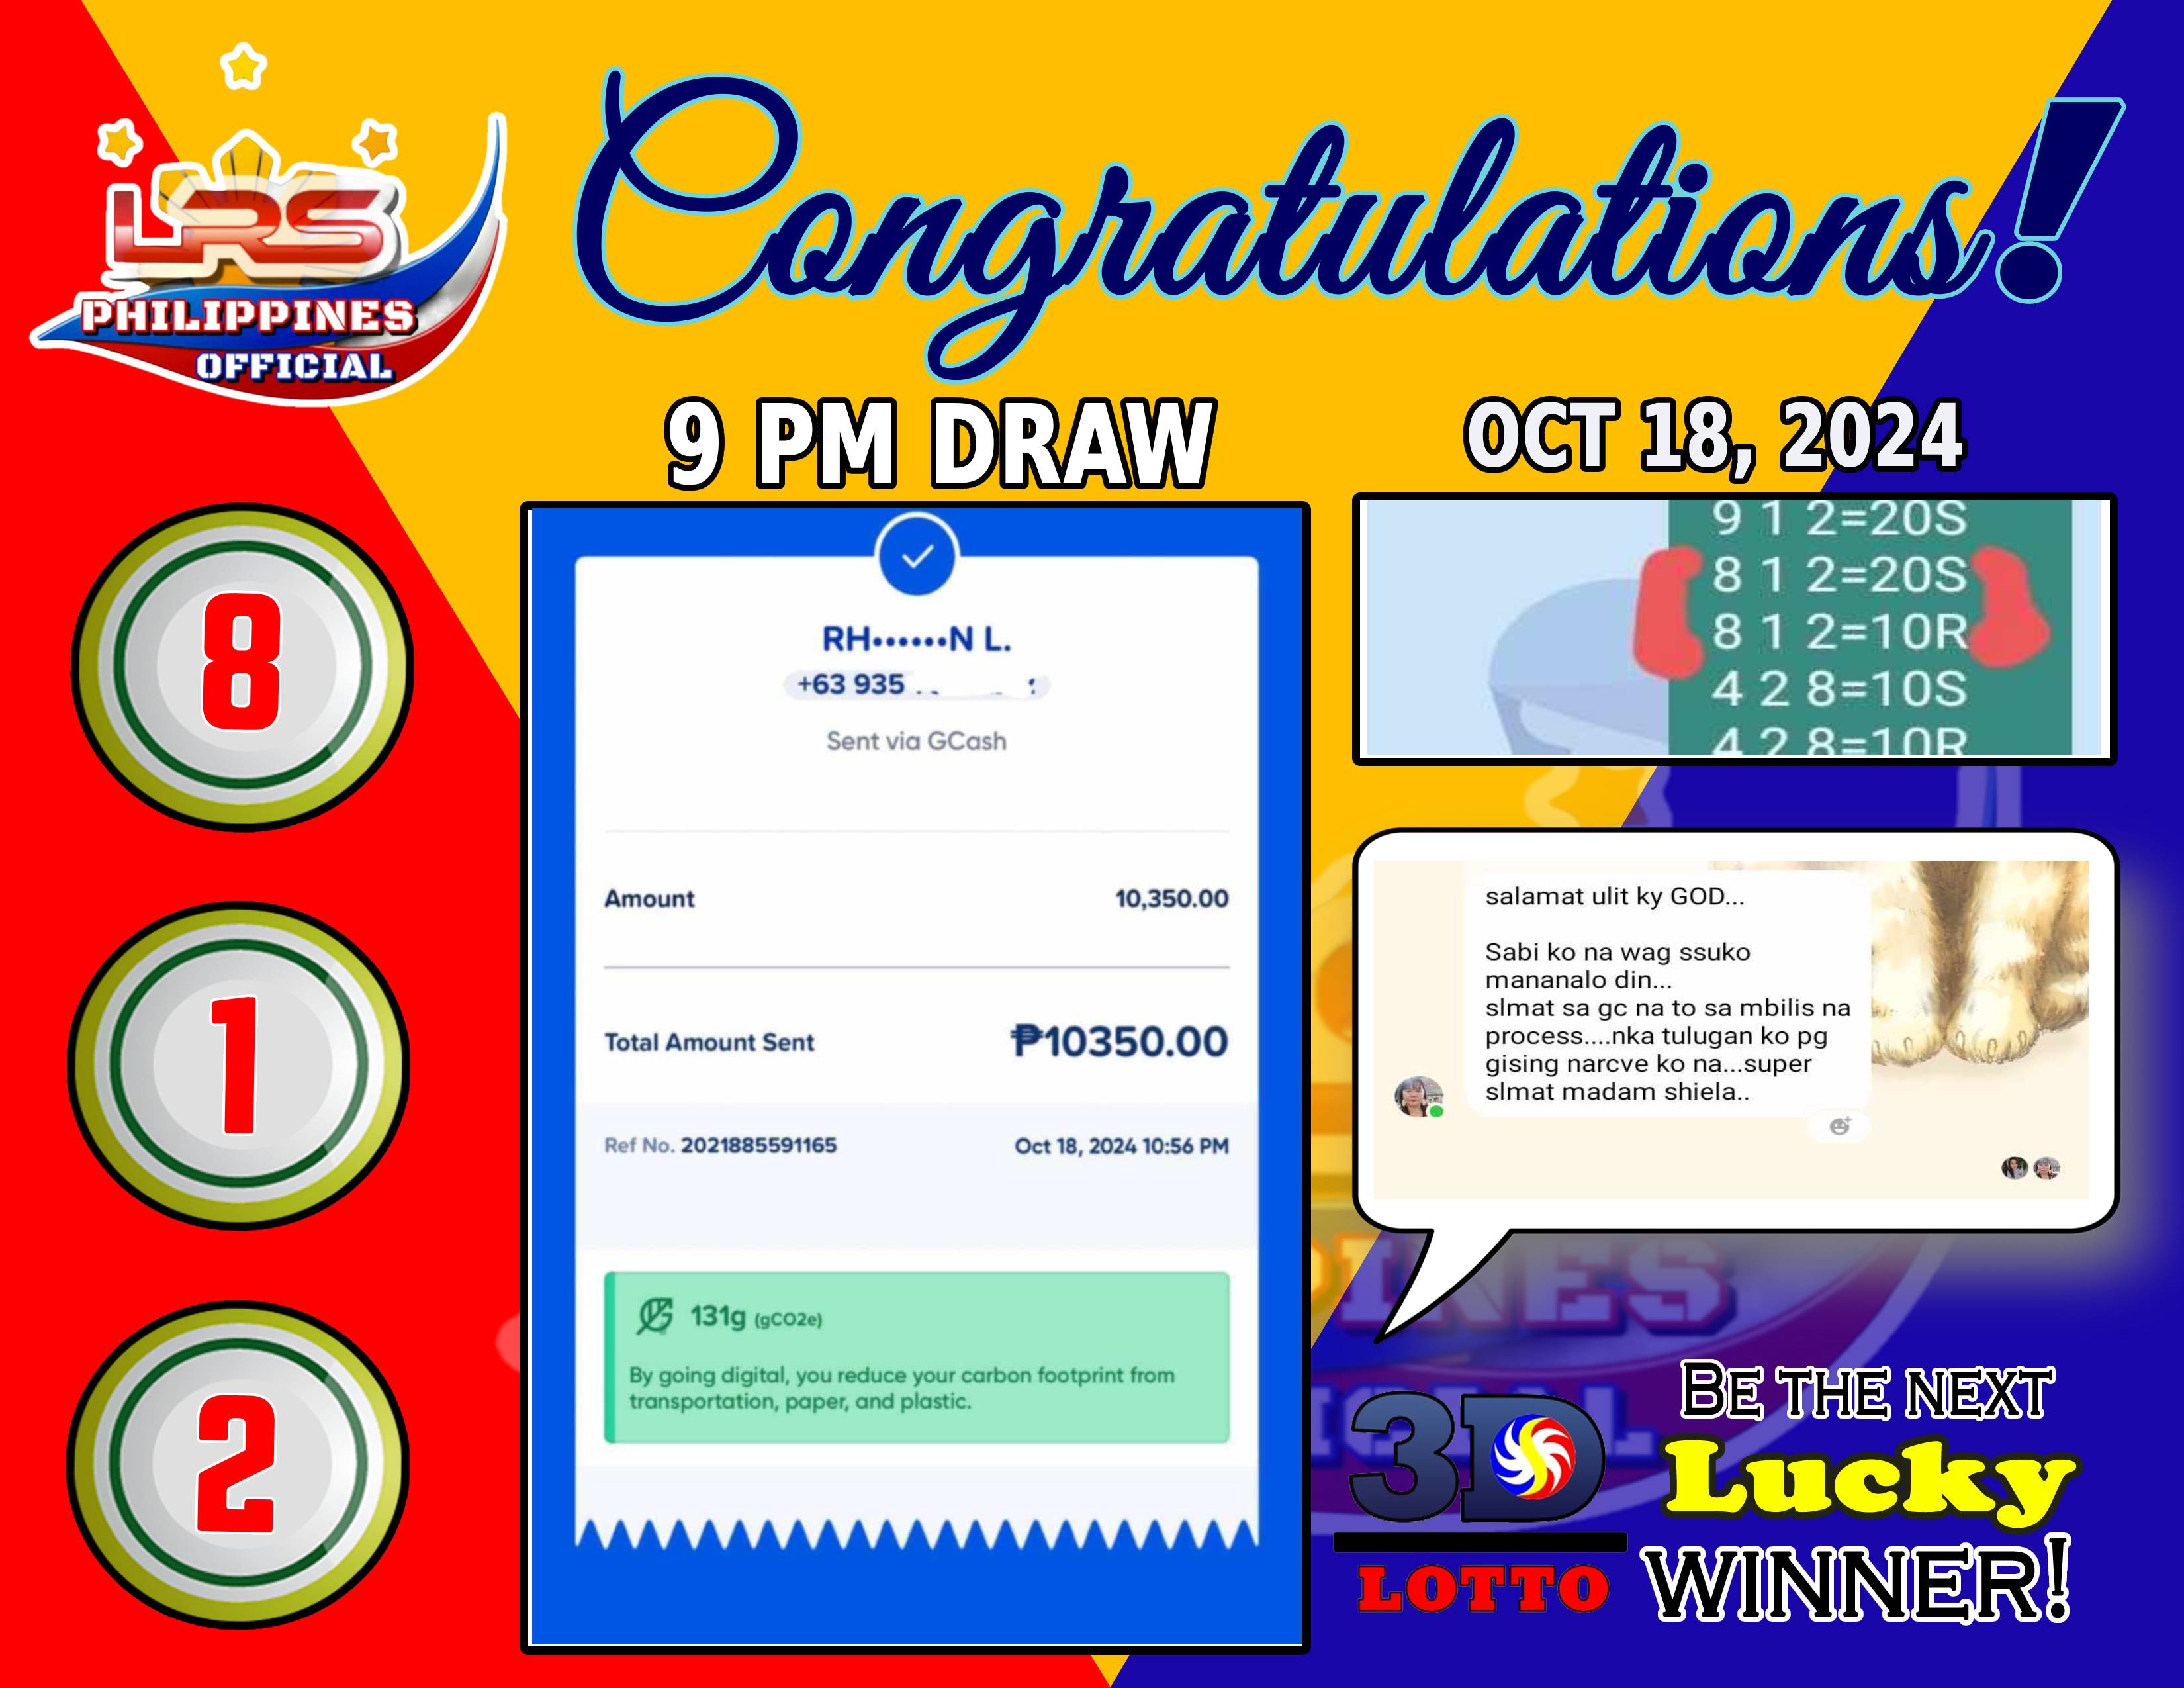 LRS
PHILIPPINES
OFFICIAL
Congratulations!
9 PM DRAW
OCT 18, 2024
8
1
2
RH••••••N L.
+63 935
Sent via GCash
Amount 10,350.00
Total Amount Sent ₱10350.00
Ref No. 2021885591165 Oct 18, 2024 10:56 PM
131g (gCO2e)
By going digital, you reduce your carbon footprint from
transportation, paper, and plastic.
9 1 2=20S
8 1 2=20S
8 1 2=10R
4 2 8=10S
4 2 8=10R
salamat ulit ky GOD...
Sabi ko na wag ssuko
mananalo din...
slmat sa gc na to sa mbilis na
process....nka tulugan ko pg
gising narcve ko na...super
slmat madam shiela..
3D
LOTTO
BE THE NEXT
Lucky
WINNER!